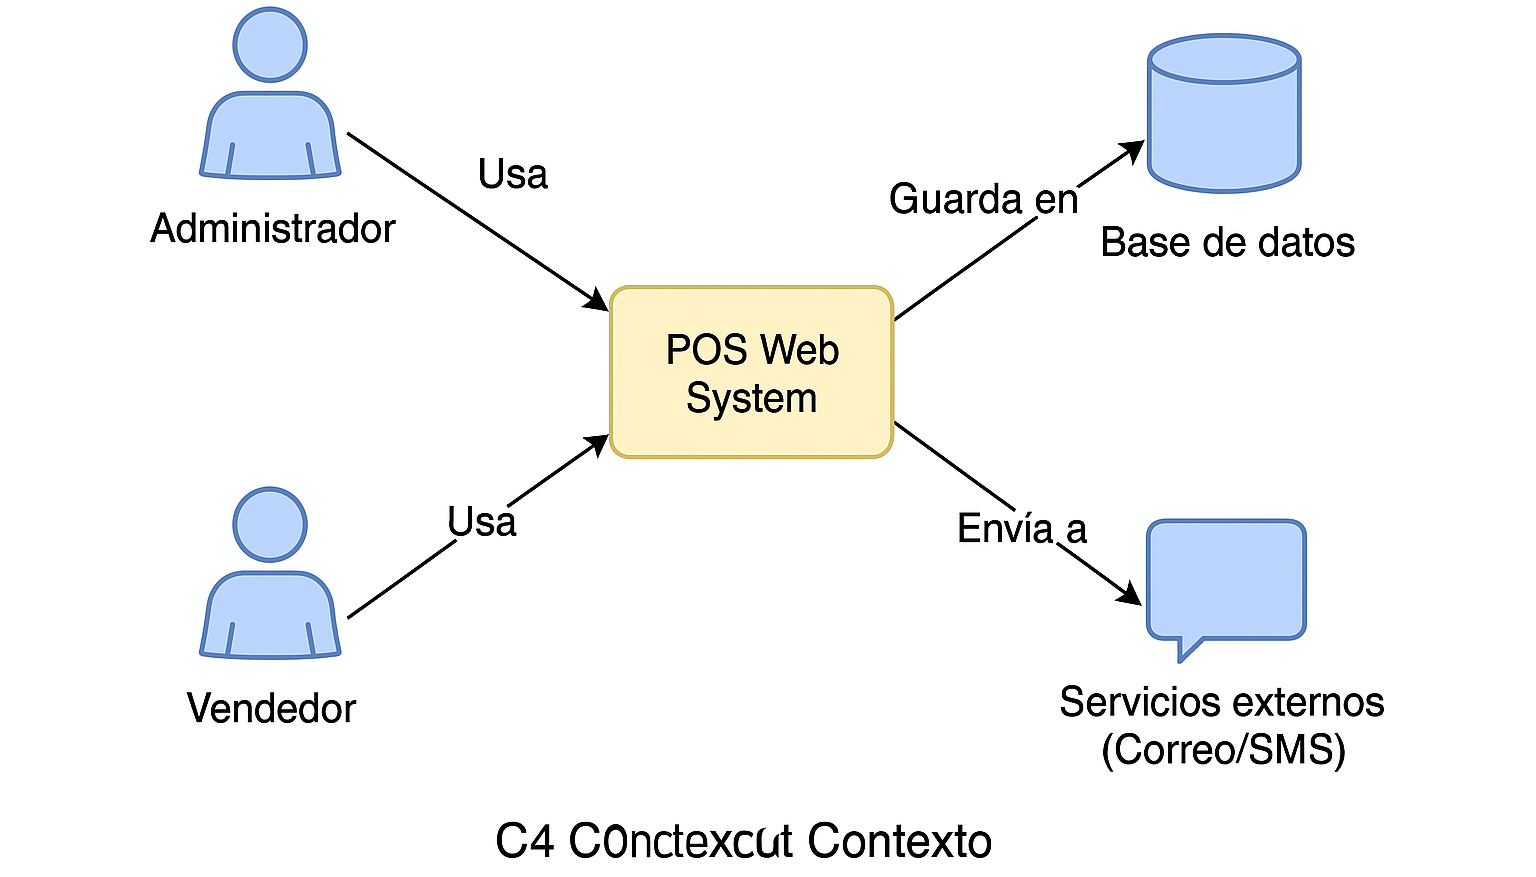 Usa
Administrador
Guarda en
Base de datos
POS Web
System
Usa
Envía a
Vendedor
Servicios externos
(Correo/SMS)
C4 Contexto